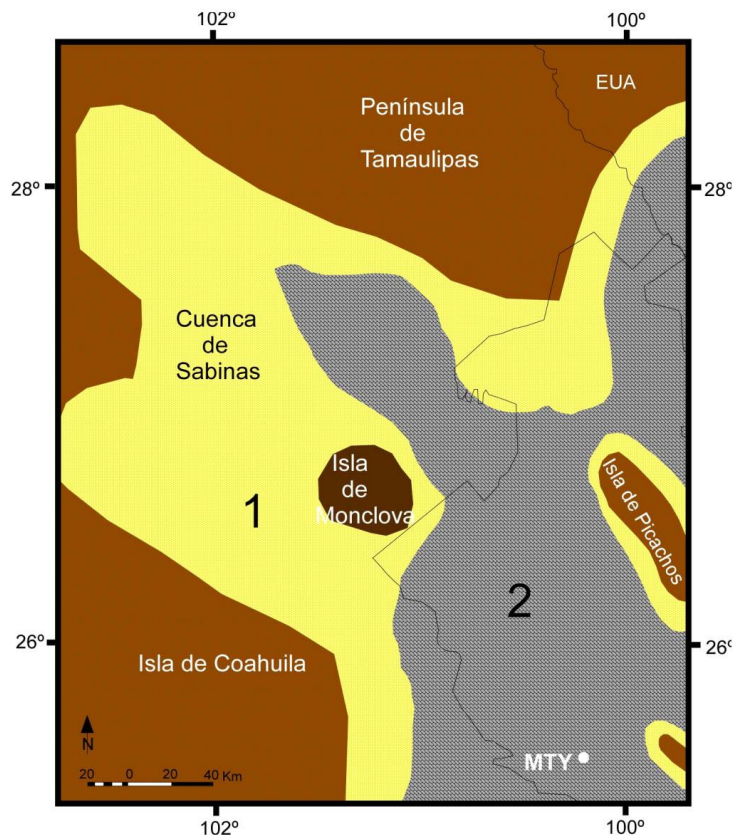 102º
100º
EUA
Península
de
Tamaulipas
28º
28º
Cuenca
de
Sabinas
Isla
de
Monclova
Isla de Picachos
1
2
26º
26º
Isla de Coahuila
N
MTY
20 0 20 40 Km
102º
100º